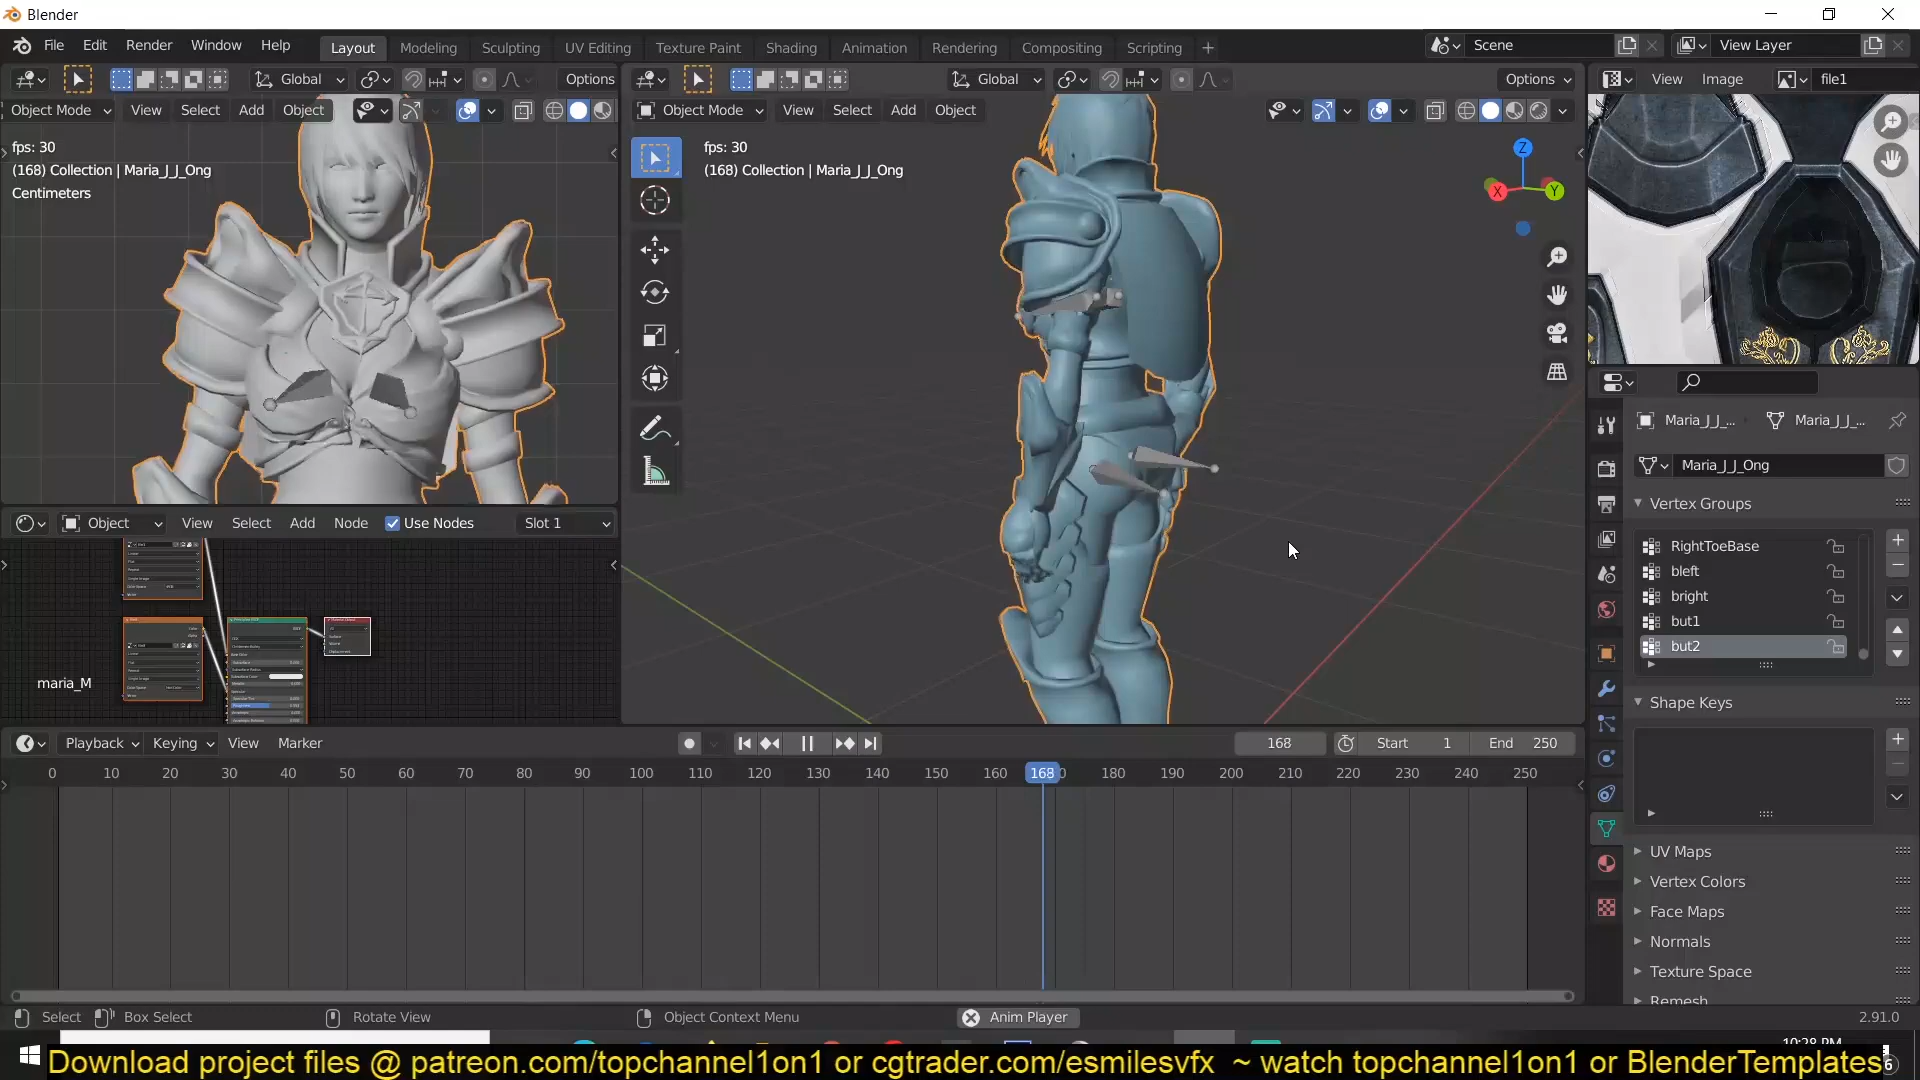 Blender
File Edit Render Window Help Layout Modeling Sculpting UV Editing Texture Paint Shading Animation Rendering Compositing Scripting + Scene View Layer
Global Options Global Options View Image file1
Object Mode View Select Add Object Object Mode View Select Add Object
fps: 30
(168) Collection | Maria_J_J_Ong
Centimeters
fps: 30
(168) Collection | Maria_J_J_Ong
Z
X
Y
Maria_J_J_... Maria_J_J_...
Maria_J_J_Ong
Vertex Groups
RightToeBase
bleft
bright
but1
but2
Shape Keys
UV Maps
Vertex Colors
Face Maps
Normals
Texture Space
Remesh
Object View Select Add Node Use Nodes Slot 1
maria_M
Playback Keying View Marker 168 Start 1 End 250
0 10 20 30 40 50 60 70 80 90 100 110 120 130 140 150 160 168 0 180 190 200 210 220 230 240 250
Select Box Select Rotate View Object Context Menu Anim Player 2.91.0
10:28 PM
Download project files @ patreon.com/topchannel1on1 or cgtrader.com/esmilesvfx ~ watch topchannel1on1 or BlenderTemplates